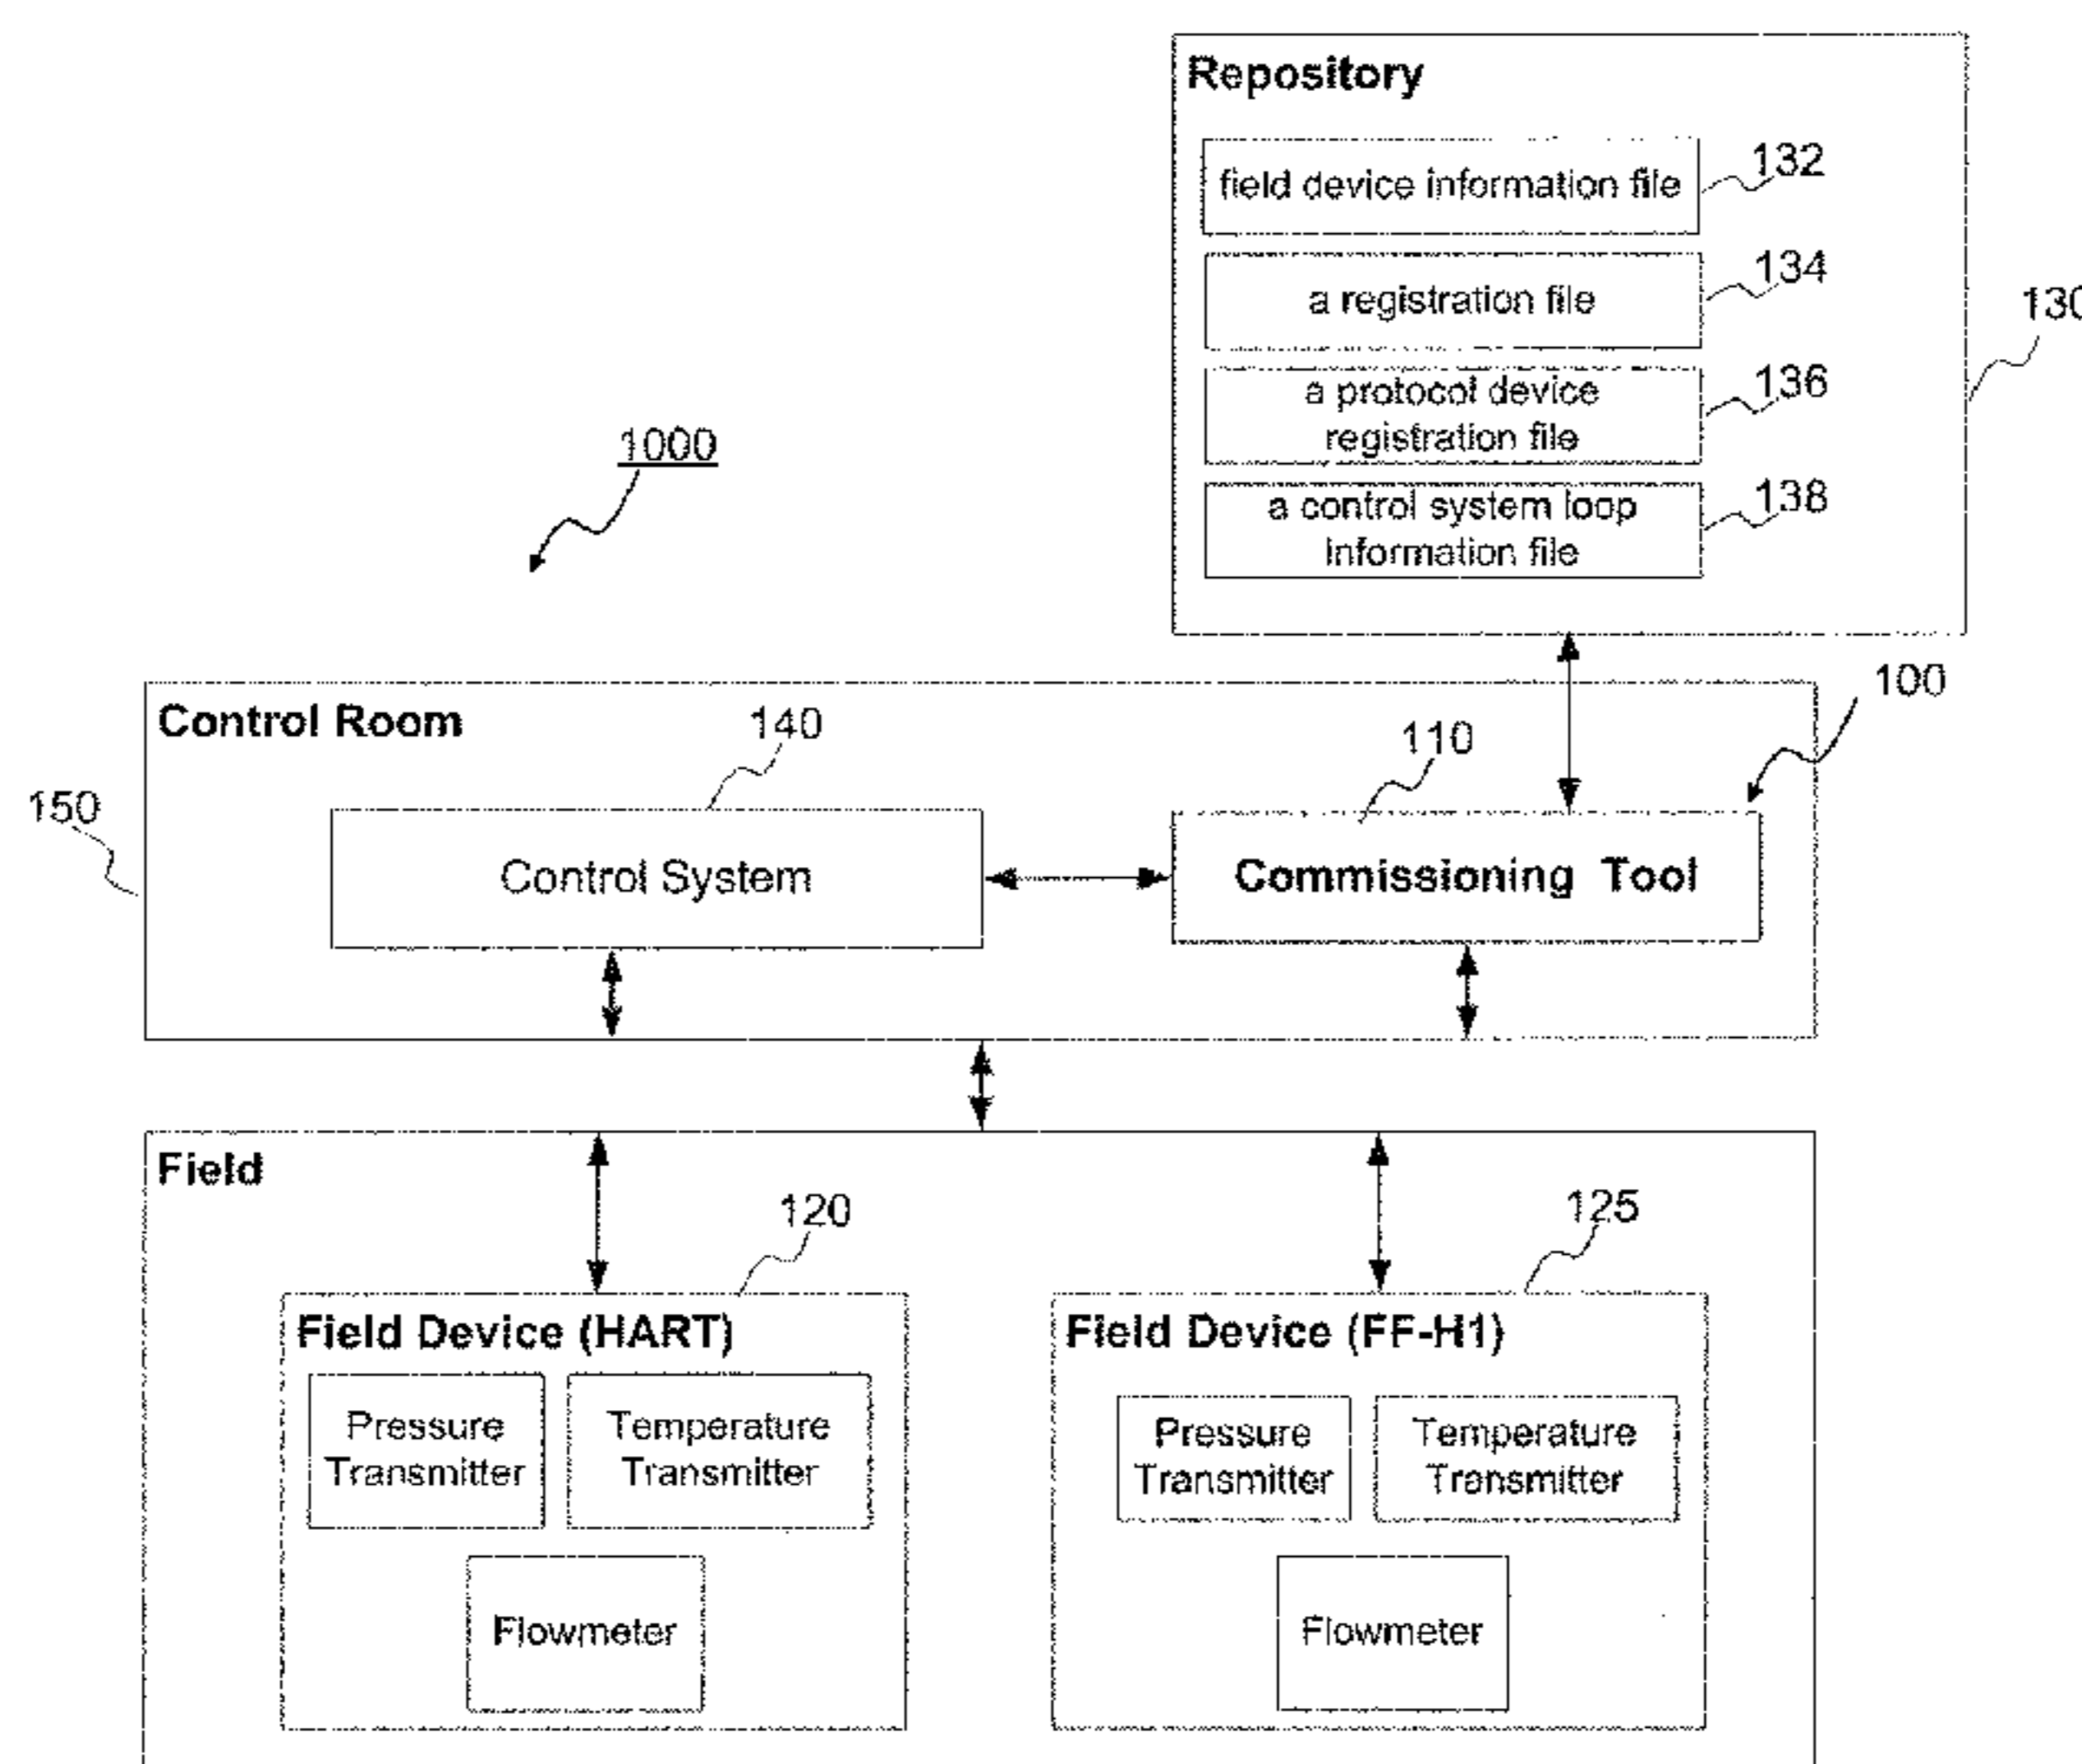 Repository
field device information file
132
a registration file
134
130
a protocol device
registration file
136
a control system loop
Information file
138
1000
100
Control Room
140
110
150
Control System
Commissioning Tool
Field
120
125
Field Device (HART)
Pressure
Transmitter
Temperature
Transmitter
Flowmeter
Field Device (FF-H1)
Pressure
Transmitter
Temperature
Transmitter
Flowmeter